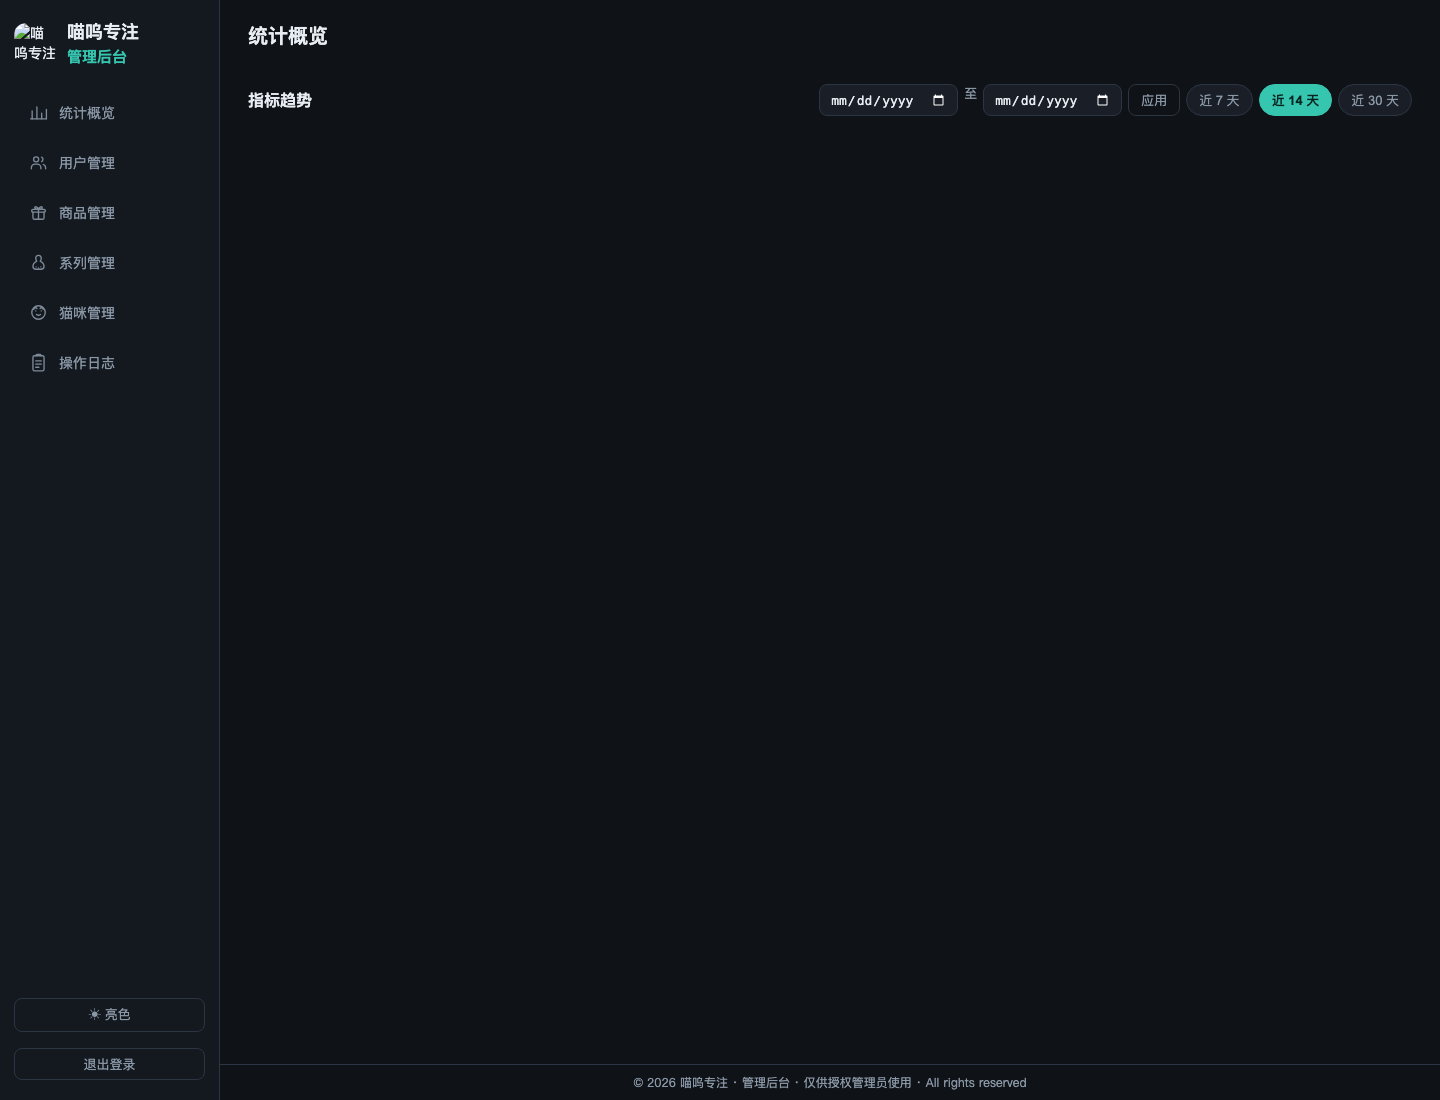 喵呜专注
喵呜专注
管理后台
统计概览
用户管理
商品管理
系列管理
猫咪管理
操作日志
☀ 亮色
退出登录
统计概览
指标趋势
mm/dd/yyyy 至 mm/dd/yyyy 应用 近 7 天 近 14 天 近 30 天
© 2026 喵呜专注 · 管理后台 · 仅供授权管理员使用 · All rights reserved